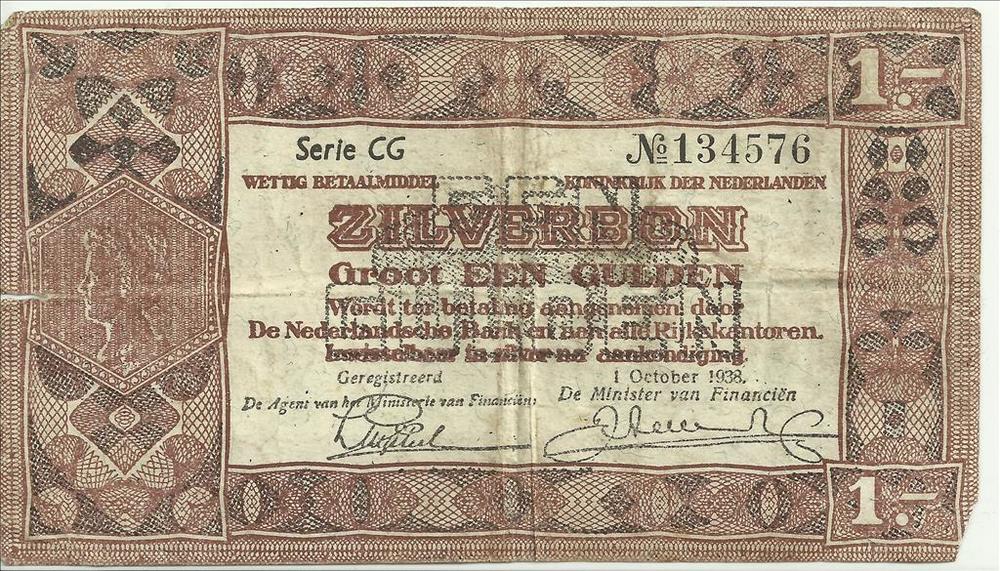 1.–
Serie CG № 134576
WETTIG BETAALMIDDEL KONINKRIJK DER NEDERLANDEN
ZILVERBON
Groot EEN GULDEN
Wordt ter betaling aangenomen door
De Nederlandsche Bank en aan alle Rijkskantoren.
Inwisselbaar in zilver na aankondiging.
Geregistreerd 1 October 1938.
De Agent van het Ministerie van Financiën: De Minister van Financiën
1.–